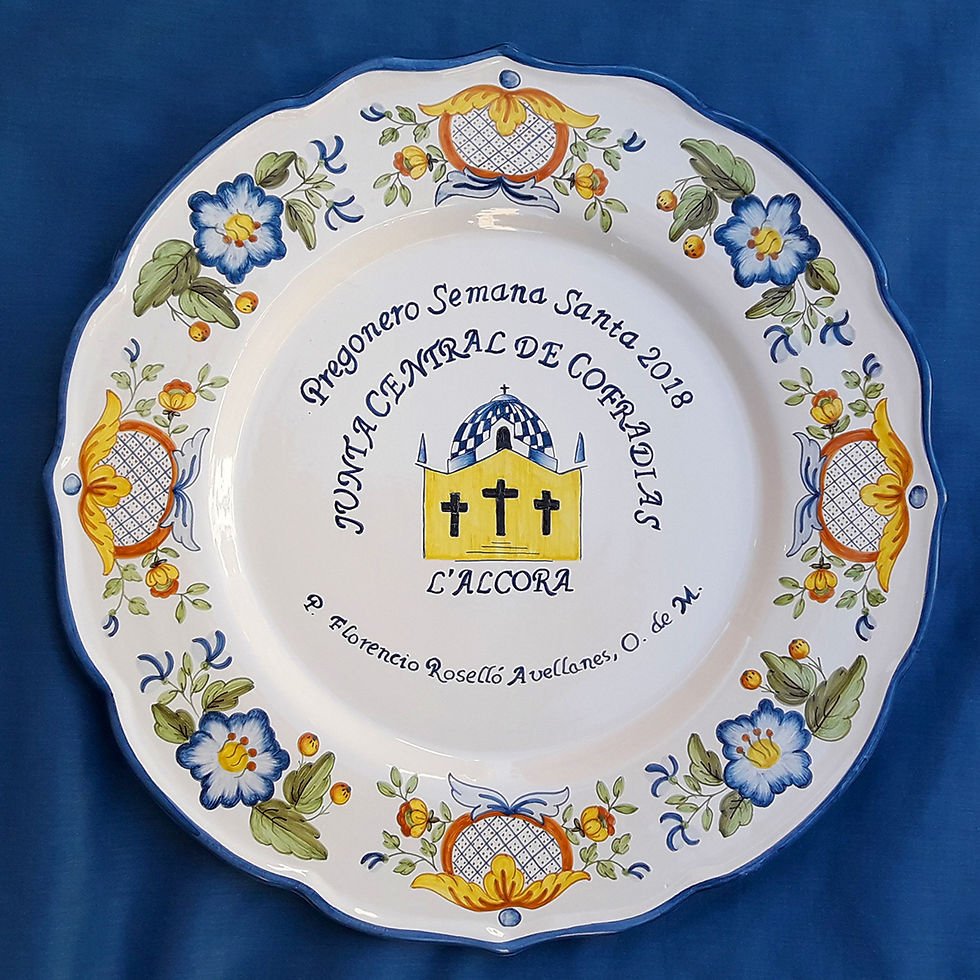 Pregonero Semana Santa 2018
JUNTA CENTRAL DE COFRADIAS
L'ALCORA
P. Florencio Roselló Avellanes, O. de M.